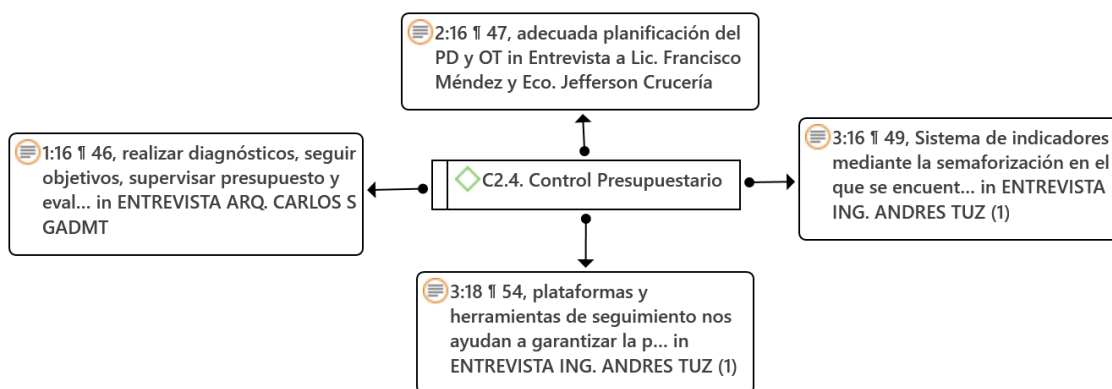 2:16 ¶ 47, adecuada planificación del
PD y OT in Entrevista a Lic. Francisco
Méndez y Eco. Jefferson Crucería
1:16 ¶ 46, realizar diagnósticos, seguir
objetivos, supervisar presupuesto y
eval... in ENTREVISTA ARQ. CARLOS S
GADMT
C2.4. Control Presupuestario
3:16 ¶ 49, Sistema de indicadores
mediante la semaforización en el
que se encuent... in ENTREVISTA
ING. ANDRES TUZ (1)
3:18 ¶ 54, plataformas y
herramientas de seguimiento nos
ayudan a garantizar la p... in
ENTREVISTA ING. ANDRES TUZ (1)